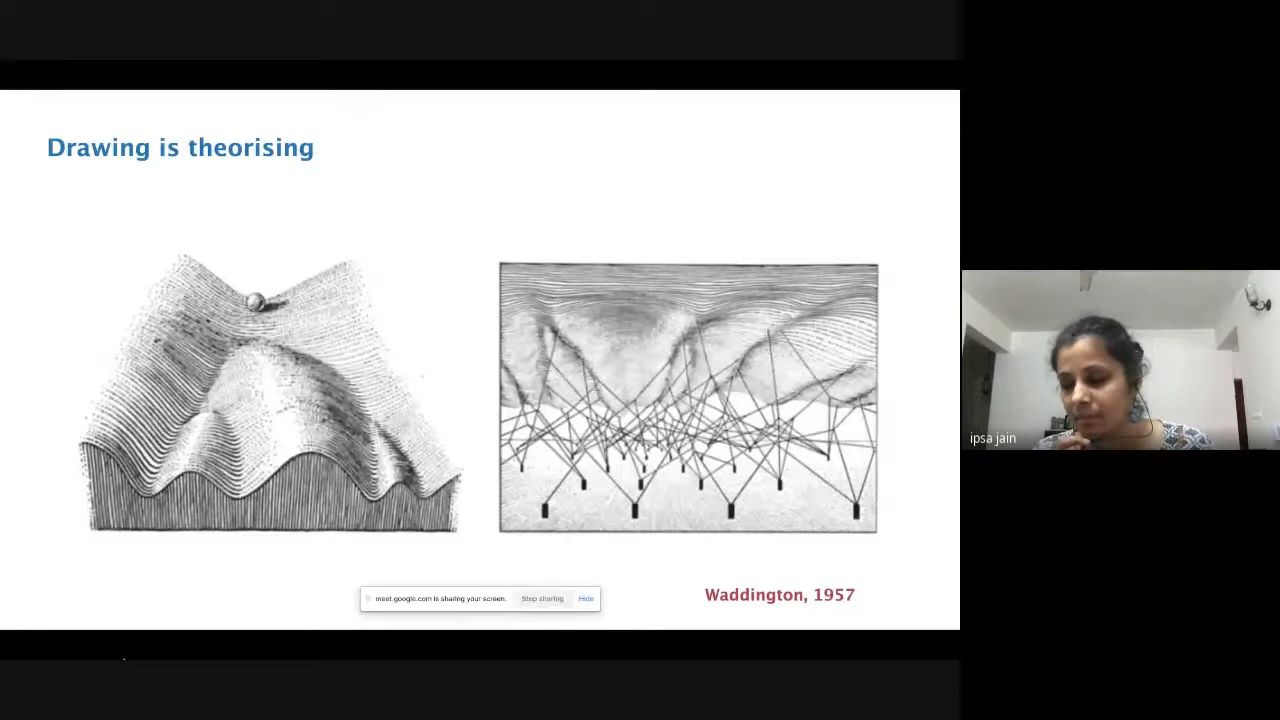 Drawing is theorising
Waddington, 1957
meet.google.com is sharing your screen.
Stop sharing
Hide
ipsa jain